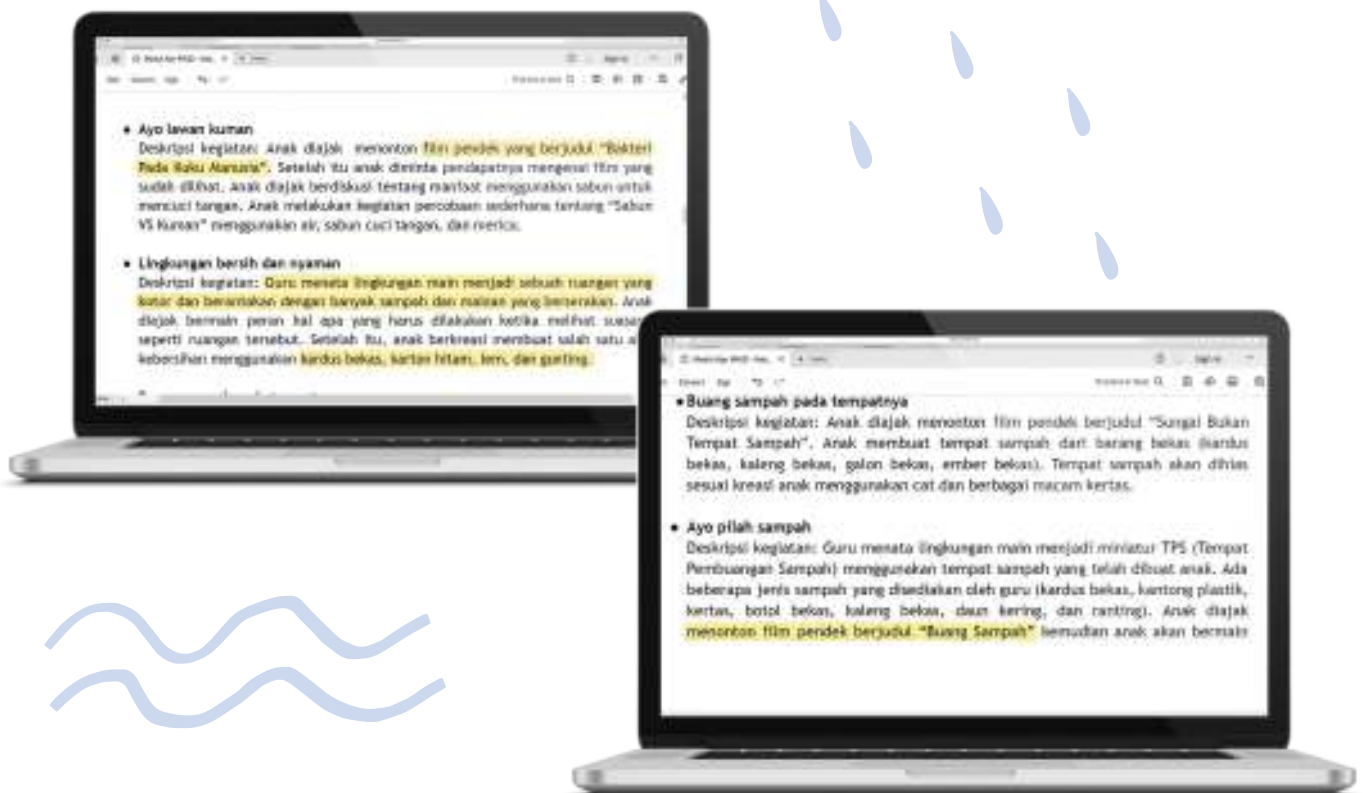 • Ayo lawan kuman
Deskripsi kegiatan: Anak diajak menonton film pendek yang berjudul "Bakteri
Pada Kuku Manusia". Setelah itu anak diminta pendapatnya mengenai film yang
sudah dilihat. Anak diajak berdiskusi tentang manfaat menggunakan sabun untuk
mencuci tangan. Anak melakukan kegiatan percobaan sederhana tentang "Sabun
VS Kuman" menggunakan air, sabun cuci tangan, dan merica.
• Lingkungan bersih dan nyaman
Deskripsi kegiatan: Guru menata lingkungan main menjadi sebuah ruangan yang
kotor dan berantakan dengan banyak sampah dan mainan yang berserakan. Anak
diajak bermain peran hal apa yang harus dilakukan ketika melihat
seperti ruangan tersebut. Setelah itu, anak berkreasi membuat salah satu
kebersihan menggunakan kardus bekas, karton hitam, lem, dan gunting.
• Buang sampah pada tempatnya
Deskripsi kegiatan: Anak diajak menonton film pendek berjudul "Sungai Bukan
Tempat Sampah". Anak membuat tempat sampah dari barang bekas (kardus
bekas, kaleng bekas, galon bekas, ember bekas). Tempat sampah akan dihias
sesuai kreasi anak menggunakan cat dan berbagai macam kertas.
• Ayo pilah sampah
Deskripsi kegiatan: Guru menata lingkungan main menjadi miniatur TPS (Tempat
Pembuangan Sampah) menggunakan tempat sampah yang telah dibuat anak. Ada
beberapa jenis sampah yang disediakan oleh guru (kardus bekas, kantong plastik,
kertas, botol bekas, kaleng bekas, daun kering, dan ranting). Anak diajak
menonton film pendek berjudul "Buang Sampah" kemudian anak akan bermain